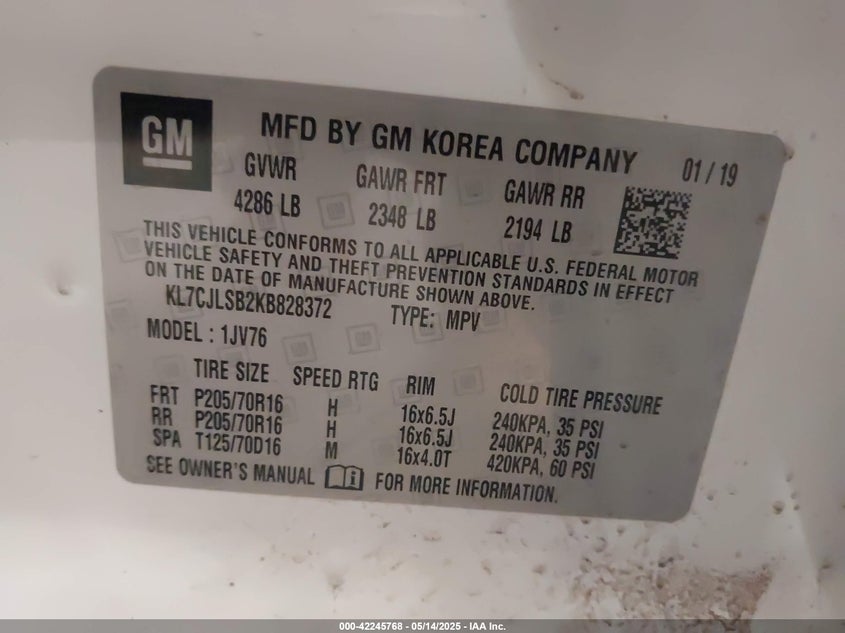 GM
MFD BY GM KOREA COMPANY 01 / 19
GVWR GAWR FRT GAWR RR
4286 LB 2348 LB 2194 LB
THIS VEHICLE CONFORMS TO ALL APPLICABLE U.S. FEDERAL MOTOR
VEHICLE SAFETY AND THEFT PREVENTION STANDARDS IN EFFECT
ON THE DATE OF MANUFACTURE SHOWN ABOVE.
KL7CJLSB2KB828372 TYPE: MPV
MODEL : 1JV76
TIRE SIZE SPEED RTG RIM COLD TIRE PRESSURE
FRT P205/70R16 H 16x6.5J 240KPA, 35 PSI
RR P205/70R16 H 16x6.5J 240KPA, 35 PSI
SPA T125/70D16 M 16x4.0T 420KPA, 60 PSI
SEE OWNER'S MANUAL FOR MORE INFORMATION.
000-42245768 - 05/14/2025 - IAA Inc.